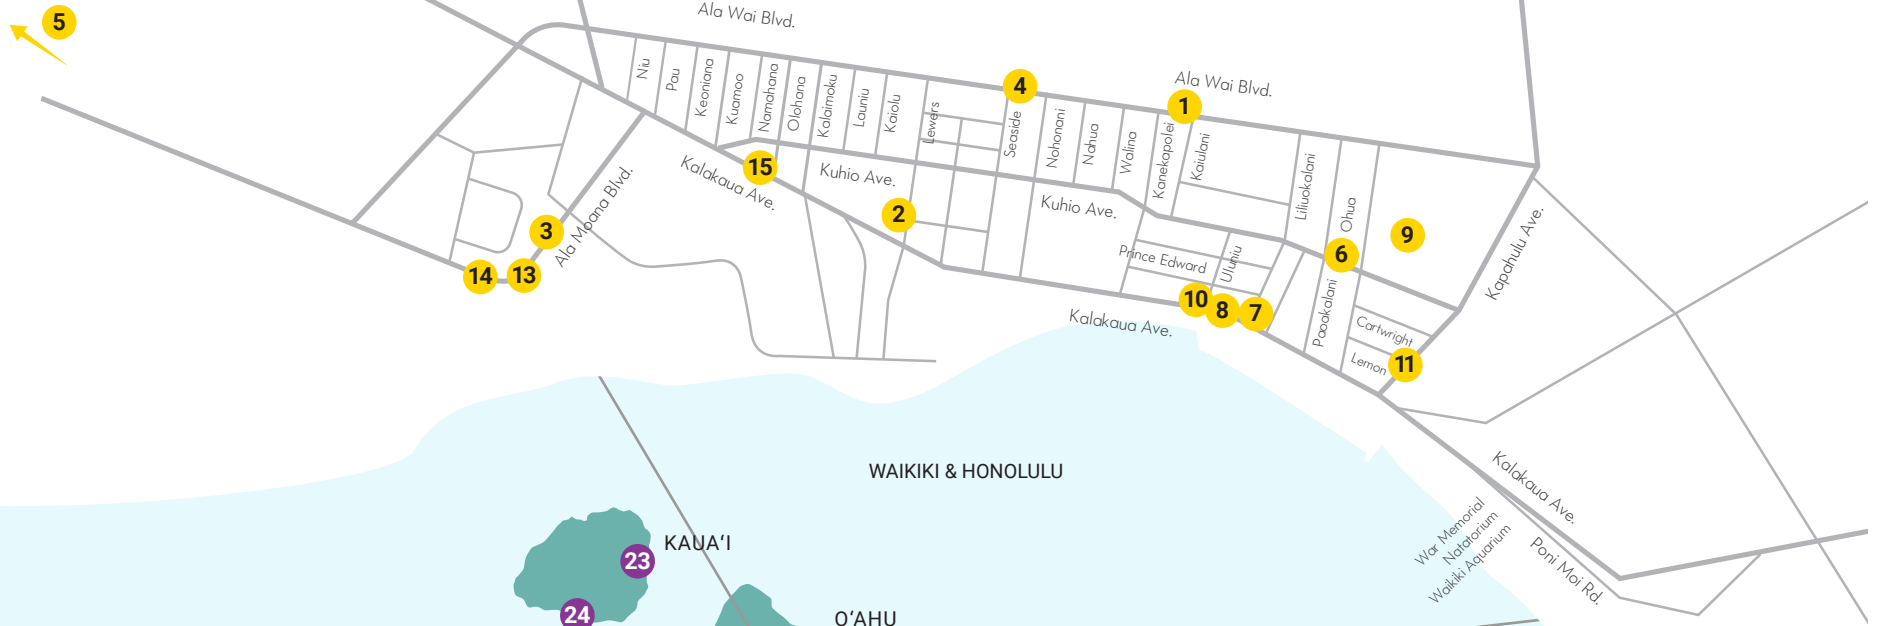 5
Ala Wai Blvd.
4
Ala Wai Blvd.
1
Niu
Pau
Keoniana
Kuamoo
Namahana
Olohana
Kalaimoku
Launiu
Kaiolu
Lewers
Seaside
Nohonani
Nahua
Walina
Kanekapolei
Kaiulani
Liliuokalani
Ohua
15
Kalakaua Ave.
Kuhio Ave.
2
Kuhio Ave.
3
Ala Moana Blvd.
14
13
9
6
Prince Edward
Uluniu
Paoakalani
Kapahulu Ave.
10
8
7
Kalakaua Ave.
Cartwright
Lemon
11
WAIKIKI & HONOLULU
Kalakaua Ave.
War Memorial
Natatorium
Waikiki Aquarium
Poni Moi Rd.
KAUAʻI
23
24
OʻAHU